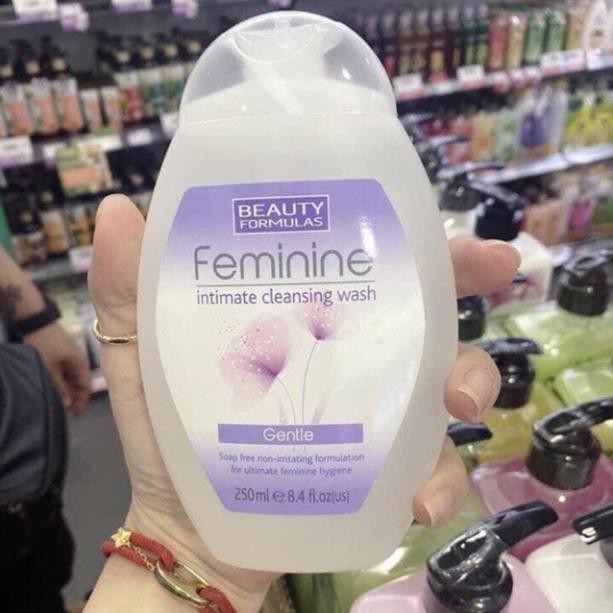 BEAUTY
FORMULAS
Feminine
intimate cleansing wash
Gentle
Soap free non-irritating formulation
for ultimate feminine hygiene
250ml e 8.4 fl.oz(US)